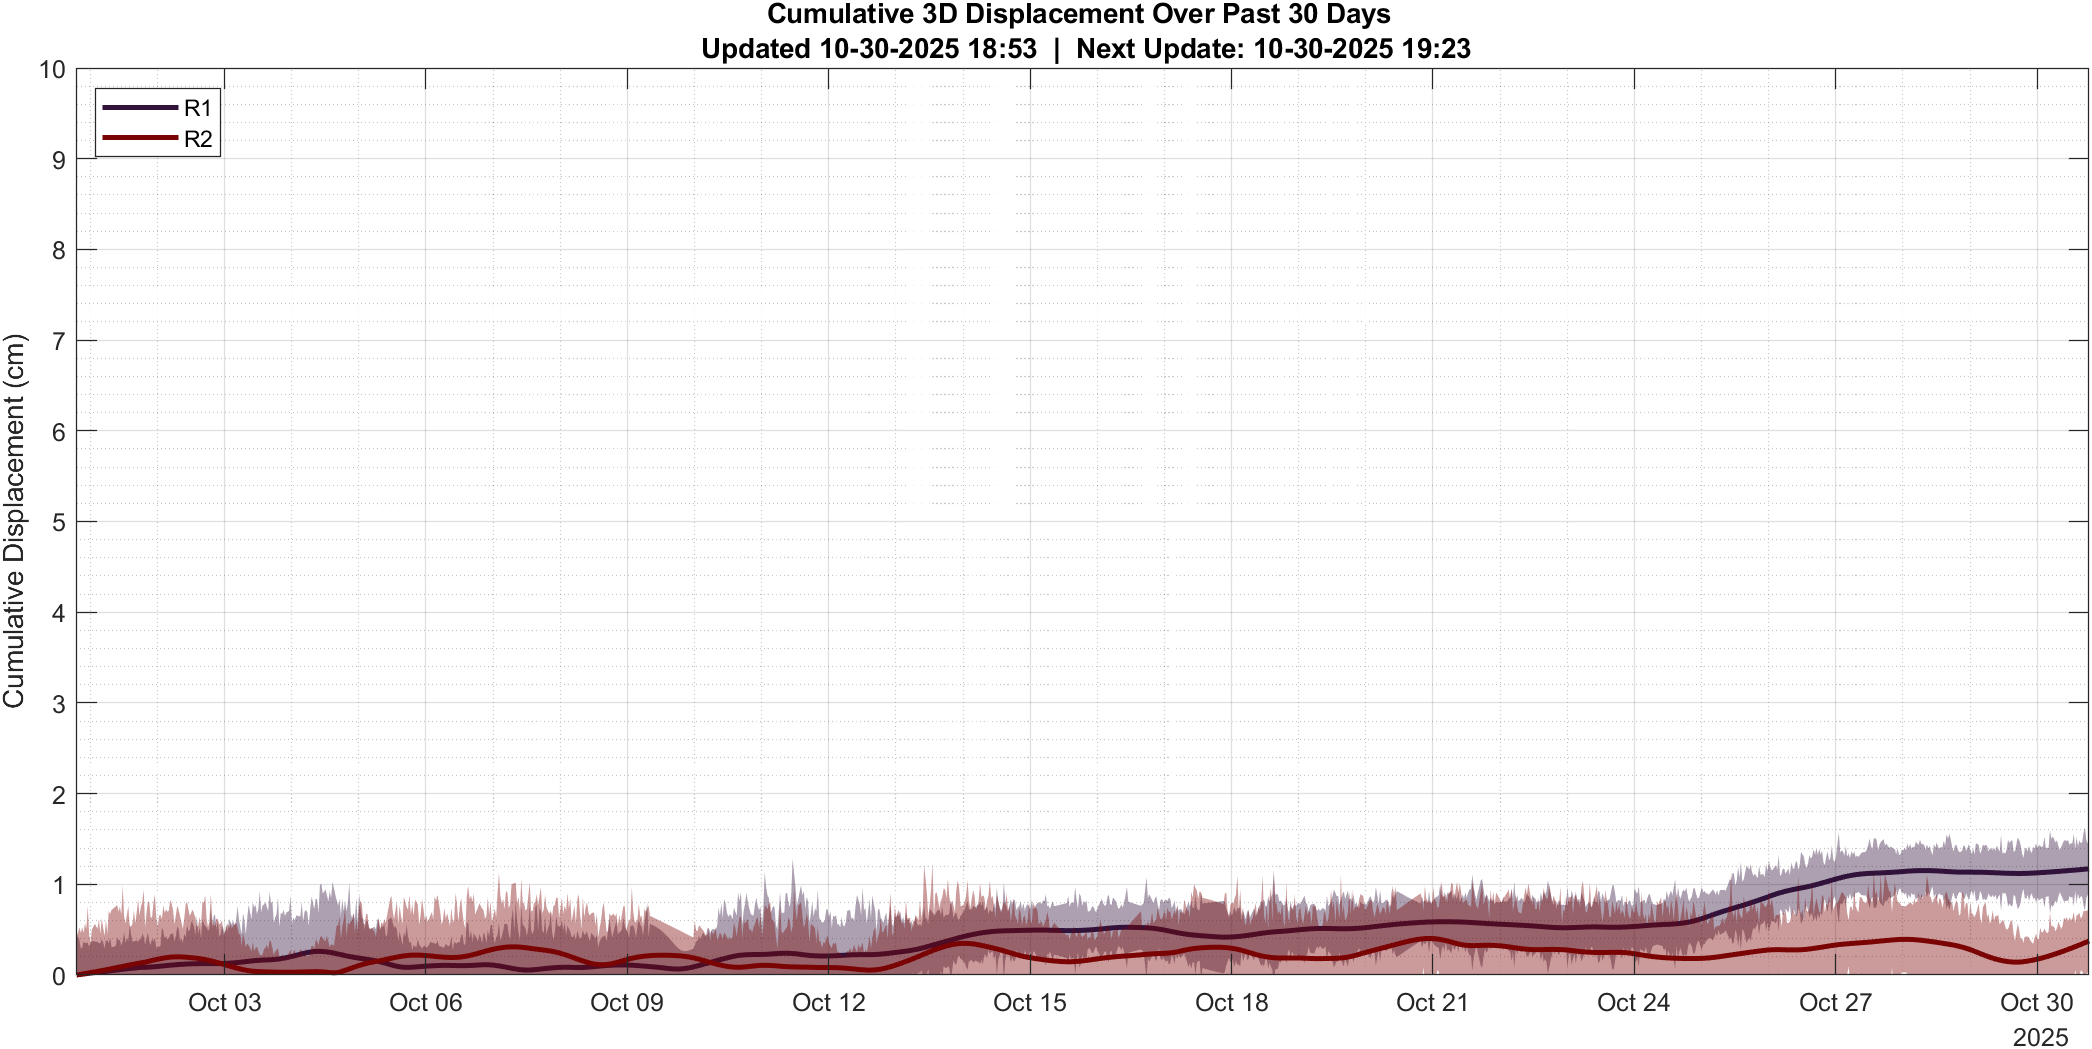 Cumulative 3D Displacement Over Past 30 Days
Updated 10-30-2025 18:53 | Next Update: 10-30-2025 19:23
R1
R2
Cumulative Displacement (cm)
10
9
8
7
6
5
4
3
2
1
0
Oct 03 Oct 06 Oct 09 Oct 12 Oct 15 Oct 18 Oct 21 Oct 24 Oct 27 Oct 30
2025